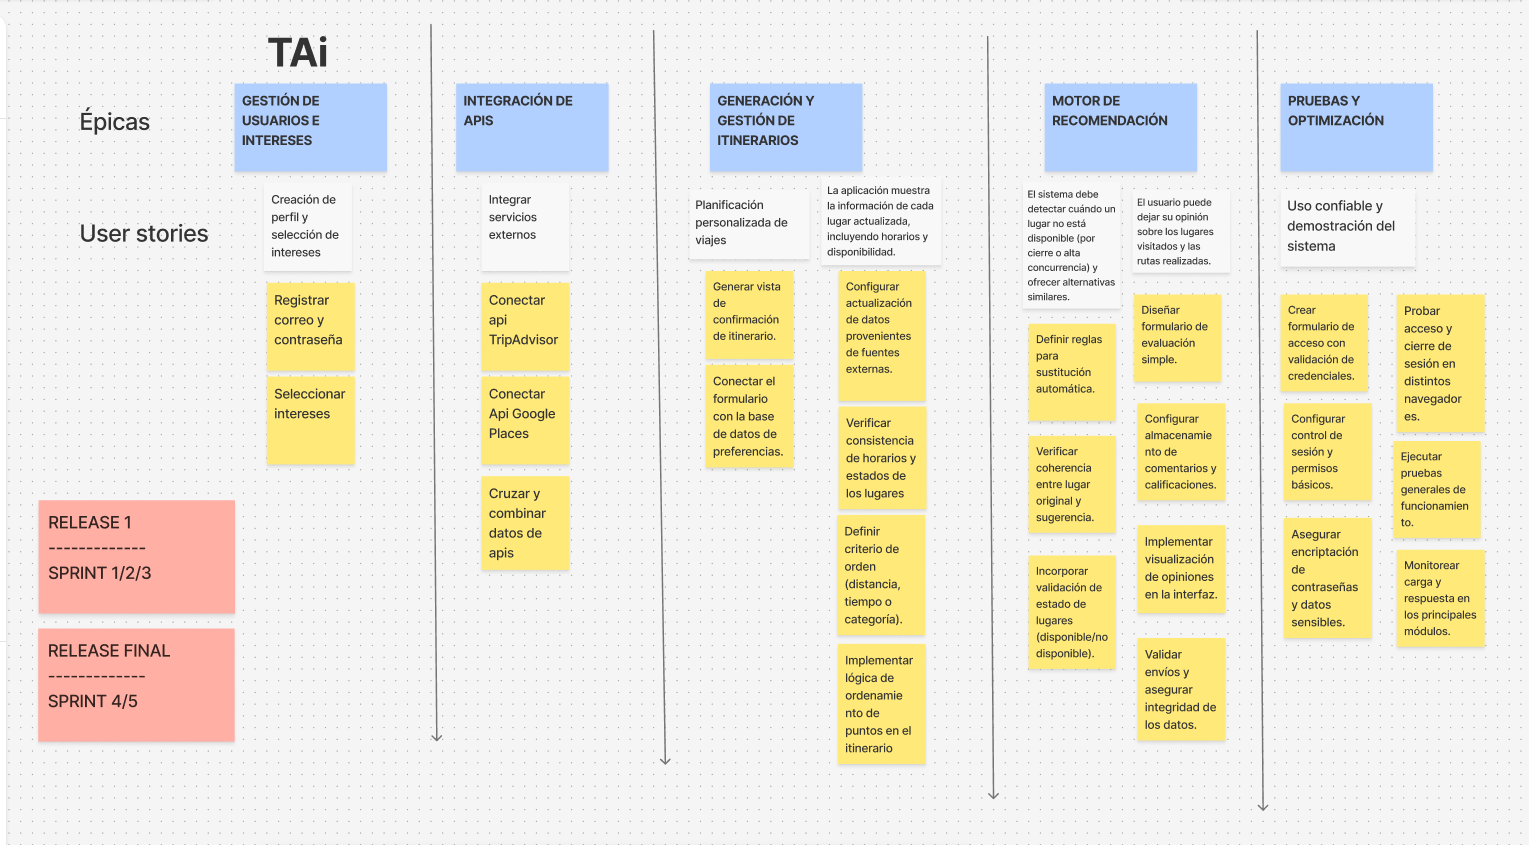 TAi
Épicas
GESTIÓN DE
USUARIOS E
INTERESES
INTEGRACIÓN DE
APIS
GENERACIÓN Y
GESTIÓN DE
ITINERARIOS
MOTOR DE
RECOMENDACIÓN
PRUEBAS Y
OPTIMIZACIÓN
User stories
Creación de
perfil y
selección de
intereses
Registrar
correo y
contraseña
Seleccionar
intereses
Integrar
servicios
externos
Conectar
api
TripAdvisor
Conectar
Api Google
Places
Cruzar y
combinar
datos de
apis
Planificación
personalizada de
viajes
Generar vista
de
confirmación
de itinerario.
Conectar el
formulario
con la base
de datos de
preferencias.
La aplicación muestra
la información de cada
lugar actualizada,
incluyendo horarios y
disponibilidad.
Configurar
actualización
de datos
provenientes
de fuentes
externas.
Verificar
consistencia
de horarios y
estados de
los lugares
Definir
criterio de
orden
(distancia,
tiempo o
categoría).
Implementar
lógica de
ordenamie
nto de
puntos en el
itinerario
El sistema debe
detectar cuándo un
lugar no está
disponible (por
cierre o alta
concurrencia) y
ofrecer alternativas
similares.
Definir reglas
para
sustitución
automática.
Verificar
coherencia
entre lugar
original y
sugerencia.
Incorporar
validación de
estado de
lugares
(disponible/no
disponible).
El usuario puede
dejar su opinión
sobre los lugares
visitados y las
rutas realizadas.
Diseñar
formulario de
evaluación
simple.
Configurar
almacenamie
nto de
comentarios y
calificaciones.
Implementar
visualización
de opiniones
en la interfaz.
Validar
envíos y
asegurar
integridad de
los datos.
Uso confiable y
demostración del
sistema
Crear
formulario de
acceso con
validación de
credenciales.
Configurar
control de
sesión y
permisos
básicos.
Asegurar
encriptación
de
contraseñas
y datos
sensibles.
Probar
acceso y
cierre de
sesión en
distintos
navegador
es.
Ejecutar
pruebas
generales de
funcionamien
to.
Monitorear
carga y
respuesta en
los principales
módulos.
RELEASE 1
-------------
SPRINT 1/2/3
RELEASE FINAL
-------------
SPRINT 4/5